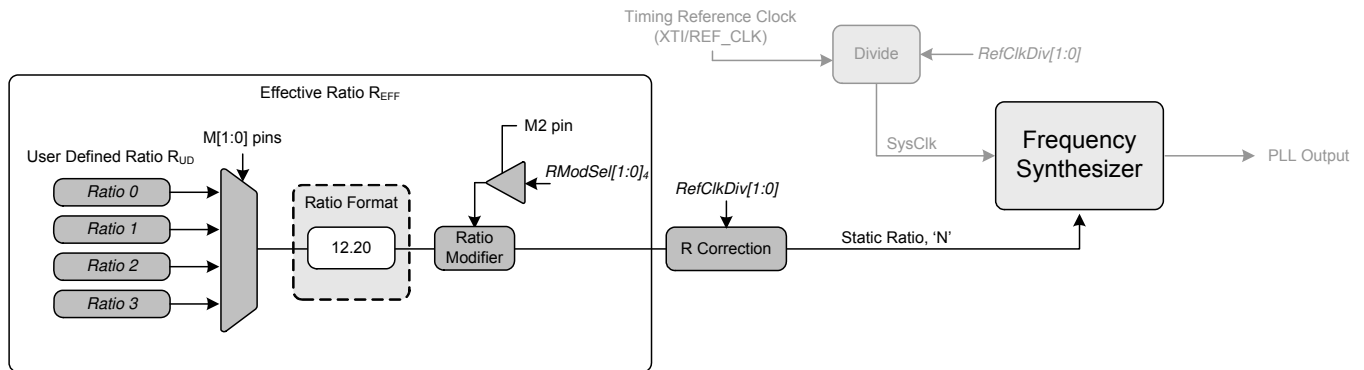 Timing Reference Clock
(XTI/REF_CLK)
Divide
RefClkDiv[1:0]
Effective Ratio REFF
M[1:0] pins
M2 pin
User Defined Ratio RUD
SysClk
Frequency
Synthesizer
PLL Output
RModSel[1:0]4
Ratio 0
Ratio 1
Ratio 2
Ratio 3
Ratio Format
12.20
Ratio
Modifier
RefClkDiv[1:0]
R Correction
Static Ratio, ‘N’